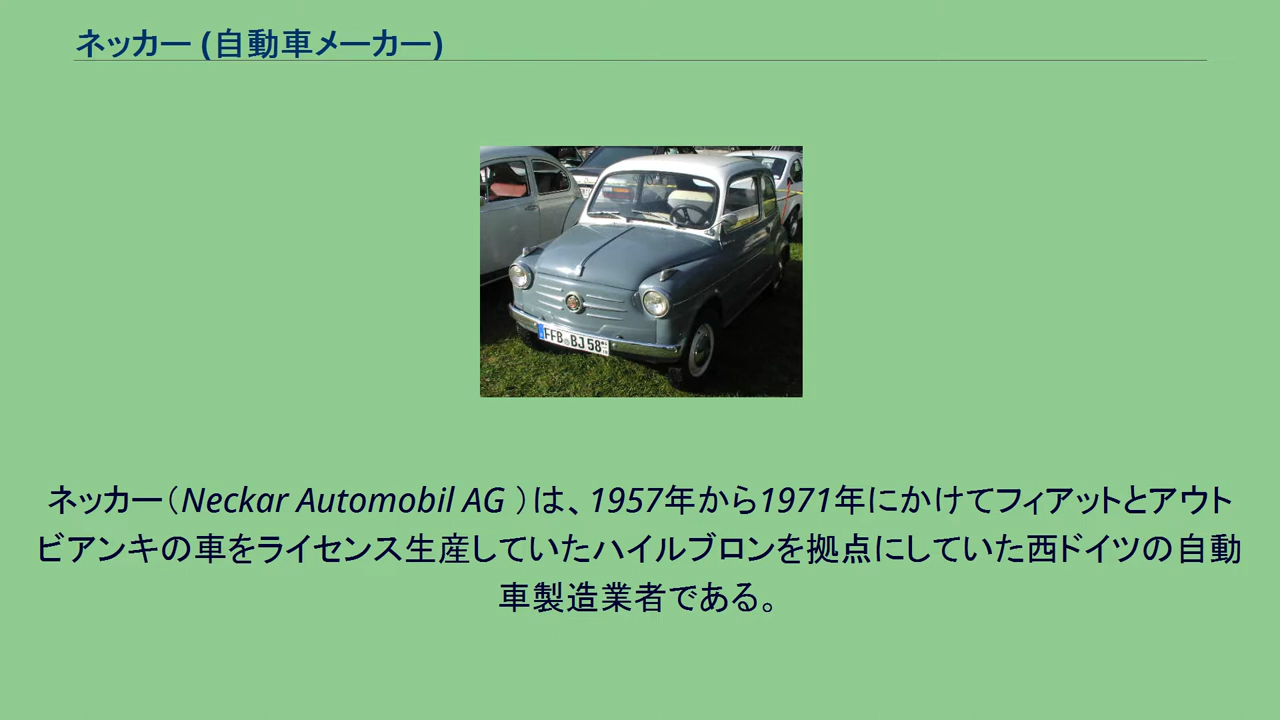 ネッカー (自動車メーカー)
FFB BJ 58
ネッカー（Neckar Automobil AG ）は、1957年から1971年にかけてフィアットとアウト
ビアンキの車をライセンス生産していたハイルブロンを拠点にしていた西ドイツの自動
車製造業者である。